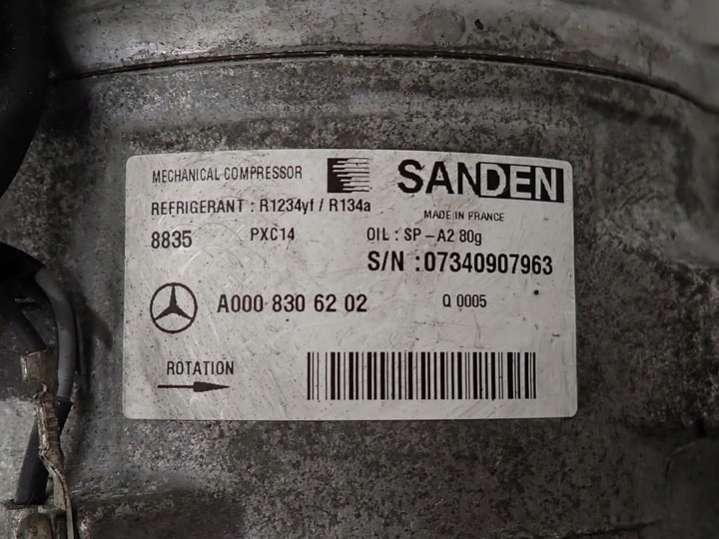 MECHANICAL COMPRESSOR SANDEN
REFRIGERANT : R1234yf / R134a MADE IN FRANCE
8835 PXC14 OIL : SP-A2 80g
S/N : 07340907963
A000 830 62 02 Q 0005
ROTATION